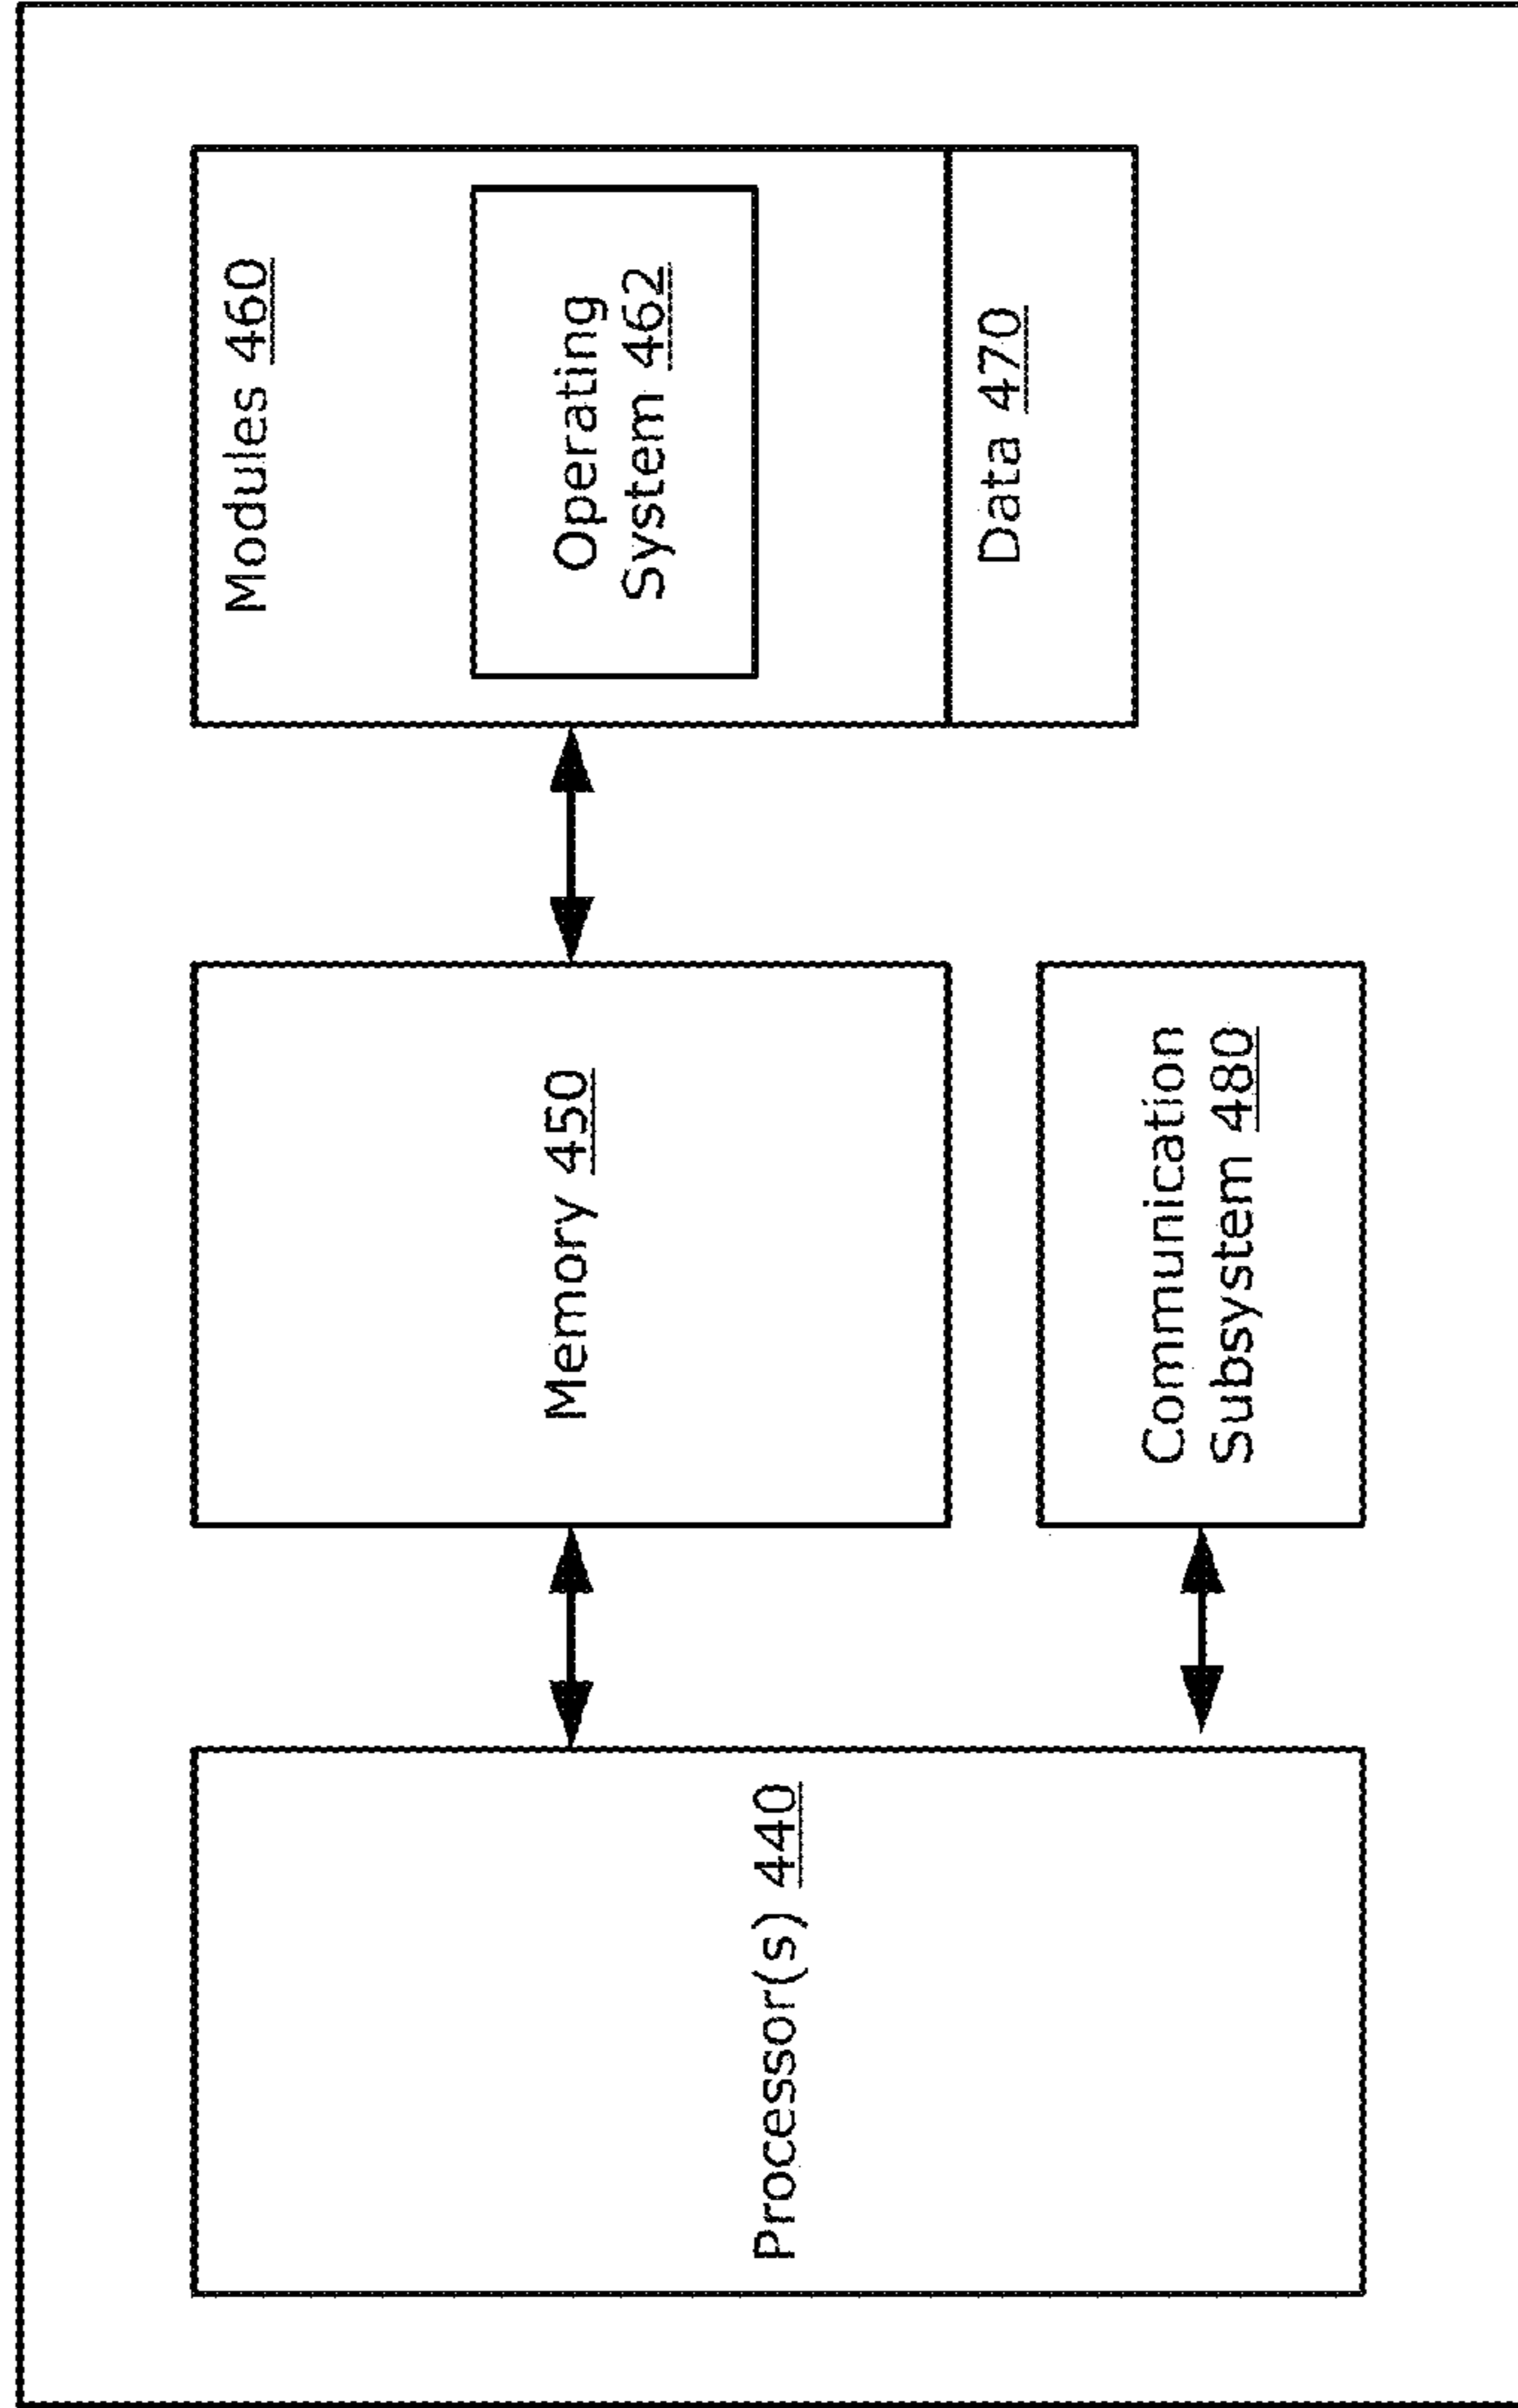 Processor(s) 440
Memory 450
Communication
Subsystem 480
Modules 460
Operating
System 462
Data 470